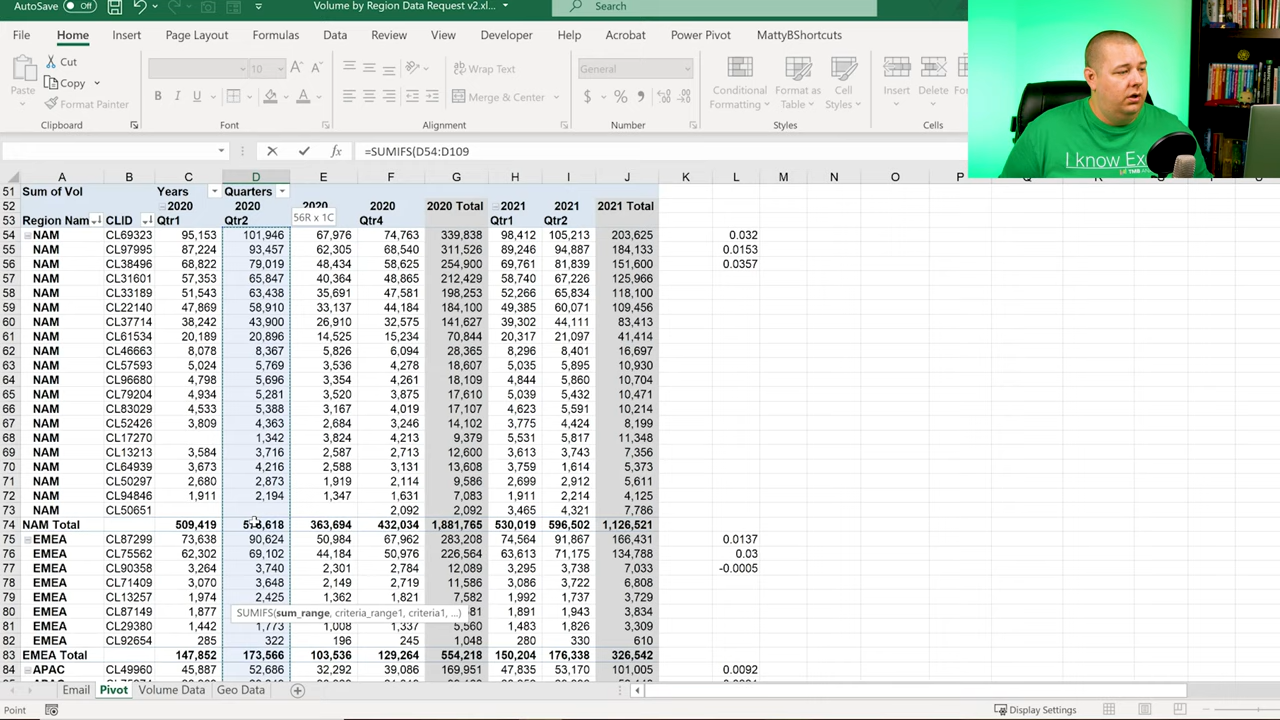 AutoSave Off Volume by Region Data Request v2.xl... Search
File Home Insert Page Layout Formulas Data Review View Developer Help Acrobat Power Pivot MattyBShortcuts
Paste Cut Copy Format Painter
10 Wrap Text Merge & Center General Conditional Formatting Format Table Styles Insert Delete
Clipboard Font Alignment Number Styles Cells
I know Ex
=SUMIFS(D54:D109
A B C D E F G H I J K L M N O P Q R S T U
51 Sum of Vol Years Quarters
52 2020 2020 2020 2020 2020 Total 2021 2021 2021 Total
56R x 1C
53 Region Nam CLID Qtr1 Qtr2 Qtr4 Qtr1 Qtr2
54 NAM CL69323 95,153 101,946 67,976 74,763 339,838 98,412 105,213 203,625 0.032
55 NAM CL97995 87,224 93,457 62,305 68,540 311,526 89,246 94,887 184,133 0.0153
56 NAM CL38496 68,822 79,019 48,434 58,625 254,900 69,761 81,839 151,600 0.0357
57 NAM CL31601 57,353 65,847 40,364 48,865 212,429 58,740 67,226 125,966
58 NAM CL33189 51,543 63,438 35,691 47,581 198,253 52,266 65,834 118,100
59 NAM CL22140 47,869 58,910 33,137 44,184 184,100 49,385 60,071 109,456
60 NAM CL37714 38,242 43,900 26,910 32,575 141,627 39,302 44,111 83,413
61 NAM CL61534 20,189 20,896 14,525 15,234 70,844 20,317 21,097 41,414
62 NAM CL46663 8,078 8,367 5,826 6,094 28,365 8,296 8,401 16,697
63 NAM CL57593 5,024 5,769 3,536 4,278 18,607 5,035 5,895 10,930
64 NAM CL96680 4,798 5,696 3,354 4,261 18,109 4,844 5,860 10,704
65 NAM CL79204 4,934 5,281 3,520 3,875 17,610 5,039 5,432 10,471
66 NAM CL83029 4,533 5,388 3,167 4,019 17,107 4,623 5,591 10,214
67 NAM CL52426 3,809 4,363 2,684 3,246 14,102 3,775 4,424 8,199
68 NAM CL17270 1,342 3,824 4,213 9,379 5,531 5,817 11,348
69 NAM CL13213 3,584 3,716 2,587 2,713 12,600 3,613 3,743 7,356
70 NAM CL64939 3,673 4,216 2,588 3,131 13,608 3,759 1,614 5,373
71 NAM CL50297 2,680 2,873 1,919 2,114 9,586 2,699 2,912 5,611
72 NAM CL94846 1,911 2,194 1,347 1,631 7,083 1,911 2,214 4,125
73 NAM CL50651 2,092 2,092 3,465 4,321 7,786
74 NAM Total 509,419 363,694 432,034 1,881,765 530,019 596,502 1,126,521
75 EMEA CL87299 73,638 90,624 50,984 67,962 283,208 74,564 91,867 166,431 0.0137
76 EMEA CL75562 62,302 69,102 44,184 50,976 226,564 63,613 71,175 134,788 0.03
77 EMEA CL90358 3,264 3,740 2,301 2,784 12,089 3,295 3,738 7,033 -0.0005
78 EMEA CL71409 3,070 3,648 2,149 2,719 11,586 3,086 3,722 6,808
79 EMEA CL13257 1,974 2,425 1,362 1,821 7,582 1,992 2,442 4,434
80 EMEA CL87149 1,877 81 1,891 1,943 3,834
SUMIFS(sum_range, criteria_range1, criteria1, ...)
81 EMEA CL29380 1,442 1,773 1,008 1,337 5,560 1,483 1,826 3,309
82 EMEA CL92654 285 322 196 245 1,048 280 330 610
83 EMEA Total 147,852 173,566 103,536 129,264 554,218 150,204 176,338 326,542
84 APAC CL49960 45,887 52,686 32,292 39,086 169,951 47,835 53,170 101,005 0.0092
Email Pivot Volume Data Geo Data
Point Display Settings